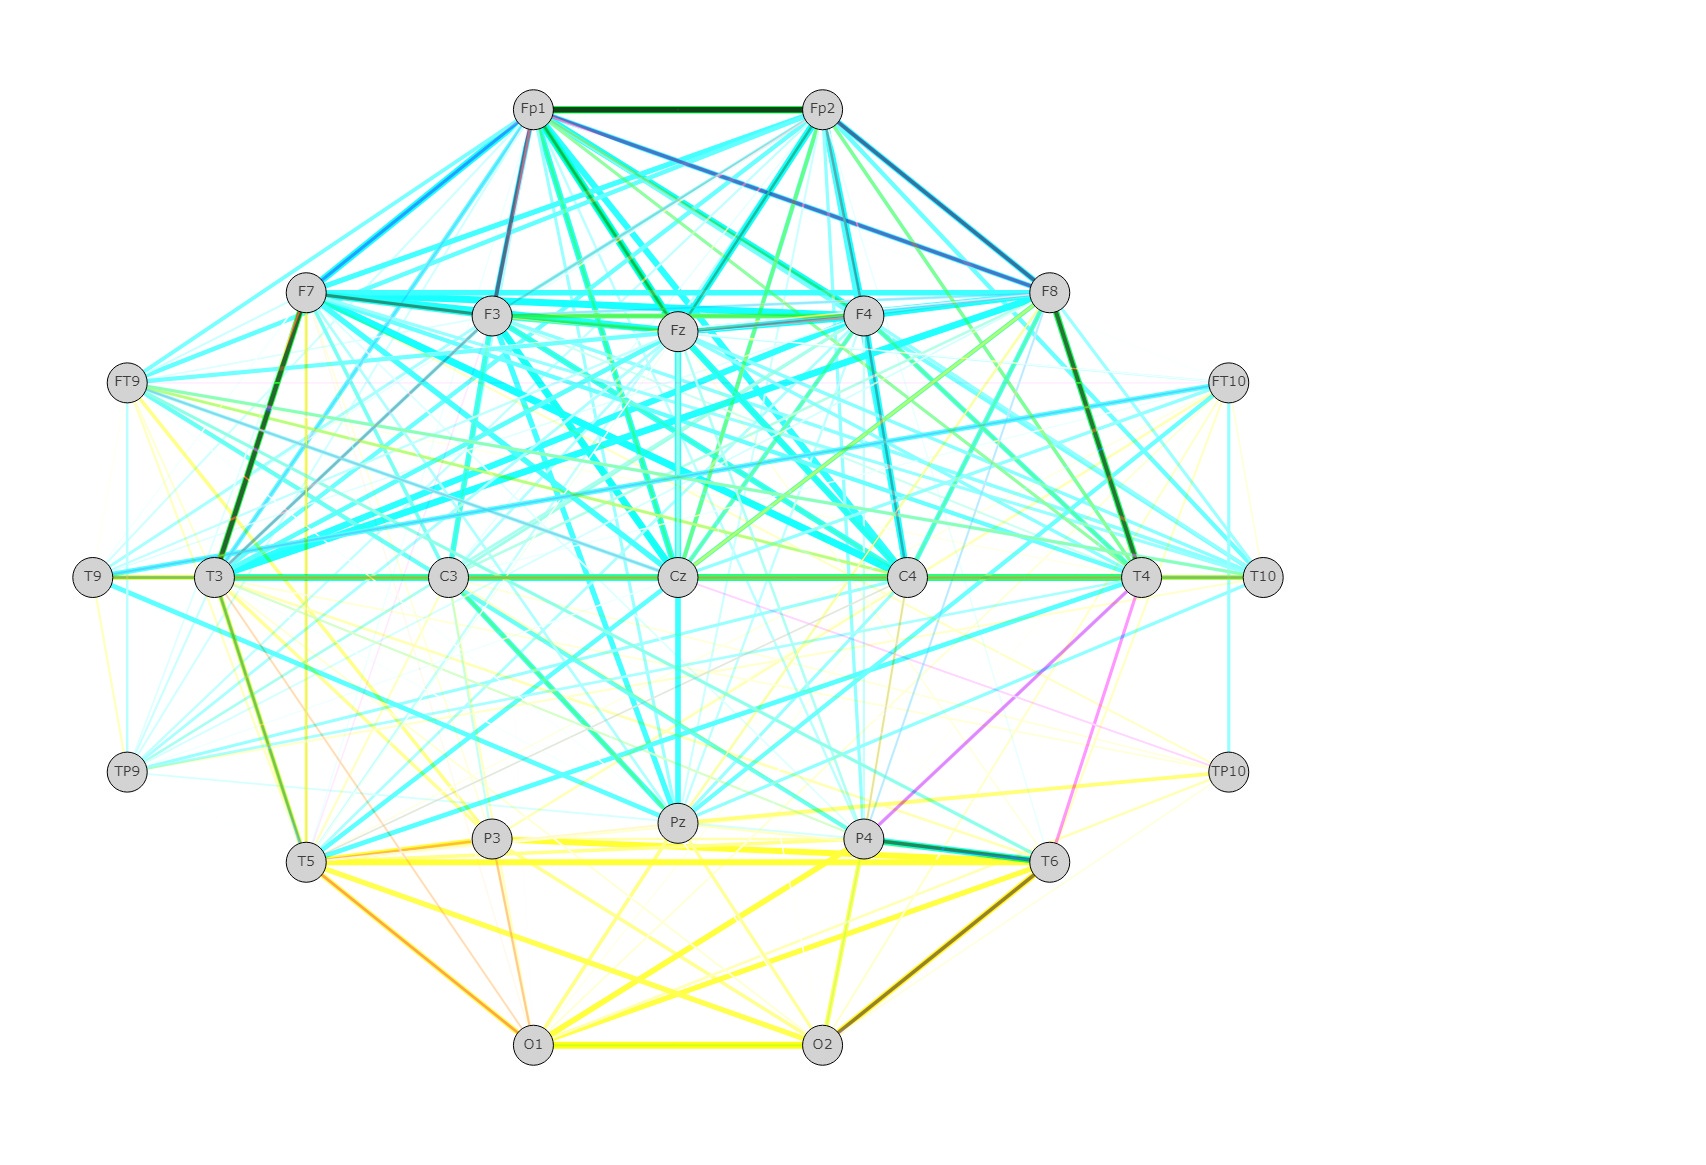 Fp1 Fp2
F7 F3 Fz F4 F8
FT9 FT10
T9 T3 C3 Cz C4 T4 T10
TP9 TP10
T5 P3 Pz P4 T6
O1 O2